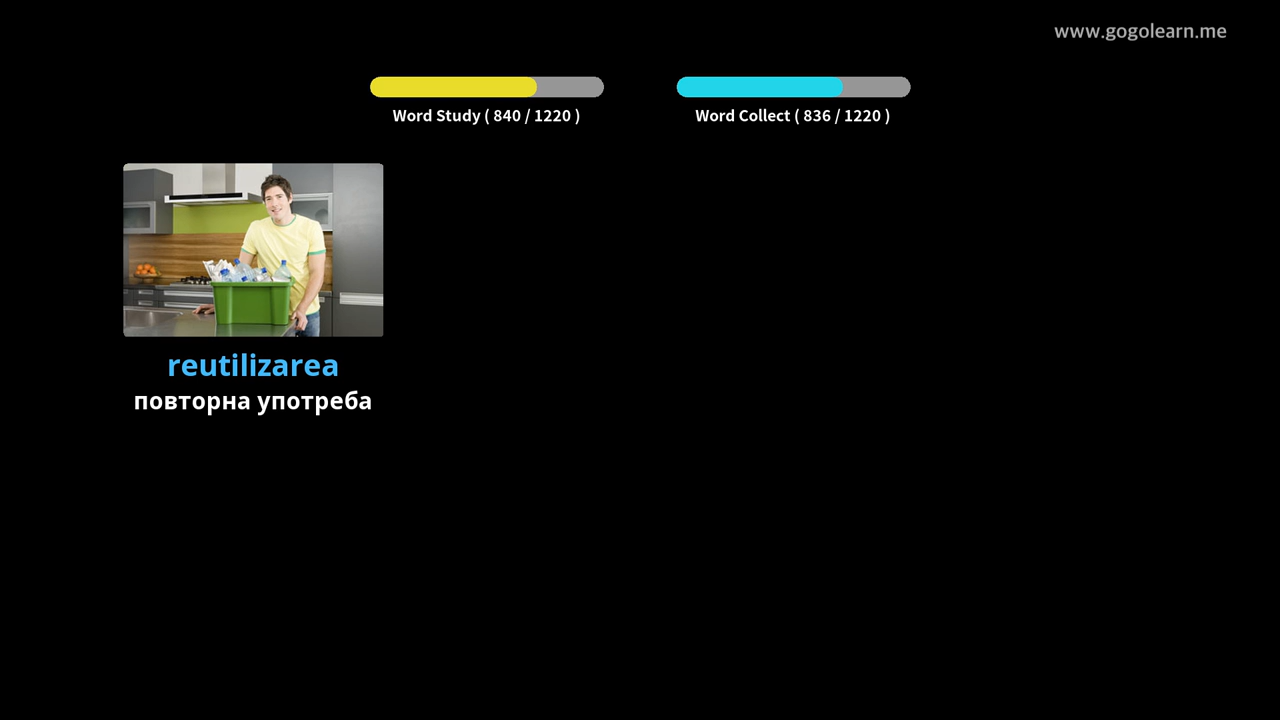 www.gogolearn.me
Word Study ( 840 / 1220 )
Word Collect ( 836 / 1220 )
reutilizarea
повторна употреба